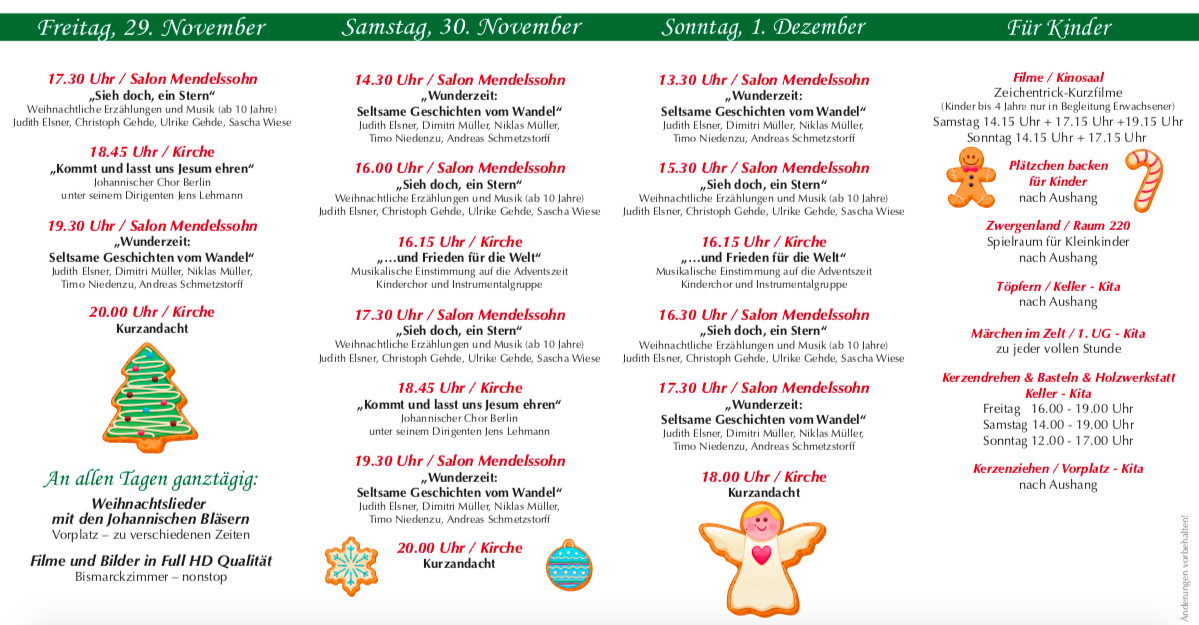 Freitag, 29. November
17.30 Uhr / Salon Mendelssohn
„Sieh doch, ein Stern“
Weihnachtliche Erzählungen und Musik (ab 10 Jahre)
Judith Elsner, Christoph Gehde, Ulrike Gehde, Sascha Wiese
18.45 Uhr / Kirche
„Kommt und lasst uns Jesum ehren“
Johannischer Chor Berlin
unter seinem Dirigenten Jens Lehmann
19.30 Uhr / Salon Mendelssohn
„Wunderzeit:
Seltsame Geschichten vom Wandel“
Judith Elsner, Dimitri Müller, Niklas Müller,
Timo Niedenzu, Andreas Schmetzstorff
20.00 Uhr / Kirche
Kurzandacht
An allen Tagen ganztägig:
Weihnachtslieder
mit den Johannischen Bläsern
Vorplatz – zu verschiedenen Zeiten
Filme und Bilder in Full HD Qualität
Bismarckzimmer – nonstop
Samstag, 30. November
14.30 Uhr / Salon Mendelssohn
„Wunderzeit:
Seltsame Geschichten vom Wandel“
Judith Elsner, Dimitri Müller, Niklas Müller,
Timo Niedenzu, Andreas Schmetzstorff
16.00 Uhr / Salon Mendelssohn
„Sieh doch, ein Stern“
Weihnachtliche Erzählungen und Musik (ab 10 Jahre)
Judith Elsner, Christoph Gehde, Ulrike Gehde, Sascha Wiese
16.15 Uhr / Kirche
„…und Frieden für die Welt“
Musikalische Einstimmung auf die Adventszeit
Kinderchor und Instrumentalgruppe
17.30 Uhr / Salon Mendelssohn
„Sieh doch, ein Stern“
Weihnachtliche Erzählungen und Musik (ab 10 Jahre)
Judith Elsner, Christoph Gehde, Ulrike Gehde, Sascha Wiese
18.45 Uhr / Kirche
„Kommt und lasst uns Jesum ehren“
Johannischer Chor Berlin
unter seinem Dirigenten Jens Lehmann
19.30 Uhr / Salon Mendelssohn
„Wunderzeit:
Seltsame Geschichten vom Wandel“
Judith Elsner, Dimitri Müller, Niklas Müller,
Timo Niedenzu, Andreas Schmetzstorff
20.00 Uhr / Kirche
Kurzandacht
Sonntag, 1. Dezember
13.30 Uhr / Salon Mendelssohn
„Wunderzeit:
Seltsame Geschichten vom Wandel“
Judith Elsner, Dimitri Müller, Niklas Müller,
Timo Niedenzu, Andreas Schmetzstorff
15.30 Uhr / Salon Mendelssohn
„Sieh doch, ein Stern“
Weihnachtliche Erzählungen und Musik (ab 10 Jahre)
Judith Elsner, Christoph Gehde, Ulrike Gehde, Sascha Wiese
16.15 Uhr / Kirche
„…und Frieden für die Welt“
Musikalische Einstimmung auf die Adventszeit
Kinderchor und Instrumentalgruppe
16.30 Uhr / Salon Mendelssohn
„Sieh doch, ein Stern“
Weihnachtliche Erzählungen und Musik (ab 10 Jahre)
Judith Elsner, Christoph Gehde, Ulrike Gehde, Sascha Wiese
17.30 Uhr / Salon Mendelssohn
„Wunderzeit:
Seltsame Geschichten vom Wandel“
Judith Elsner, Dimitri Müller, Niklas Müller,
Timo Niedenzu, Andreas Schmetzstorff
18.00 Uhr / Kirche
Kurzandacht
Für Kinder
Filme / Kinosaal
Zeichentrick-Kurzfilme
(Kinder bis 4 Jahre nur in Begleitung Erwachsener)
Samstag 14.15 Uhr + 17.15 Uhr +19.15 Uhr
Sonntag 14.15 Uhr + 17.15 Uhr
Plätzchen backen
für Kinder
nach Aushang
Zwergenland / Raum 220
Spielraum für Kleinkinder
nach Aushang
Töpfern / Keller - Kita
nach Aushang
Märchen im Zelt / 1. UG - Kita
zu jeder vollen Stunde
Kerzendrehen & Basteln & Holzwerkstatt
Keller - Kita
Freitag 16.00 - 19.00 Uhr
Samstag 14.00 - 19.00 Uhr
Sonntag 12.00 - 17.00 Uhr
Kerzenziehen / Vorplatz - Kita
nach Aushang
Änderungen vorbehalten!